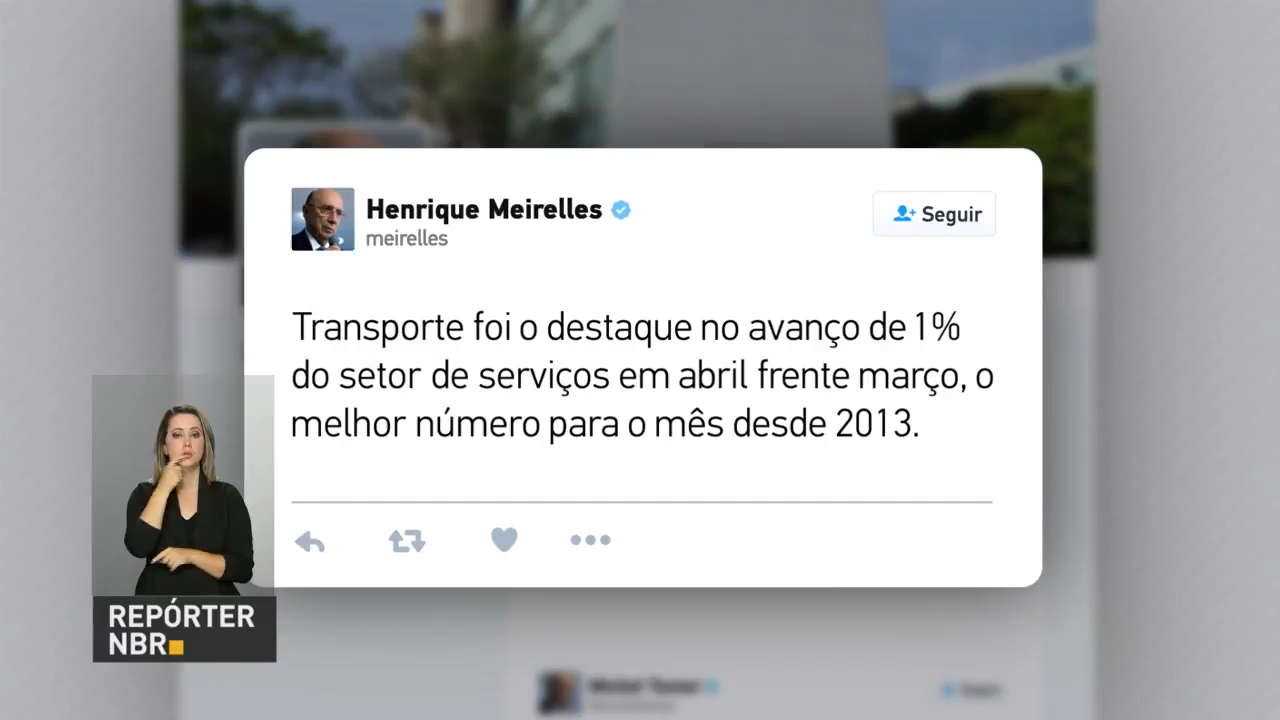 Henrique Meirelles
meirelles
Seguir
Transporte foi o destaque no avanço de 1%
do setor de serviços em abril frente março, o
melhor número para o mês desde 2013.
REPÓRTER
NBR